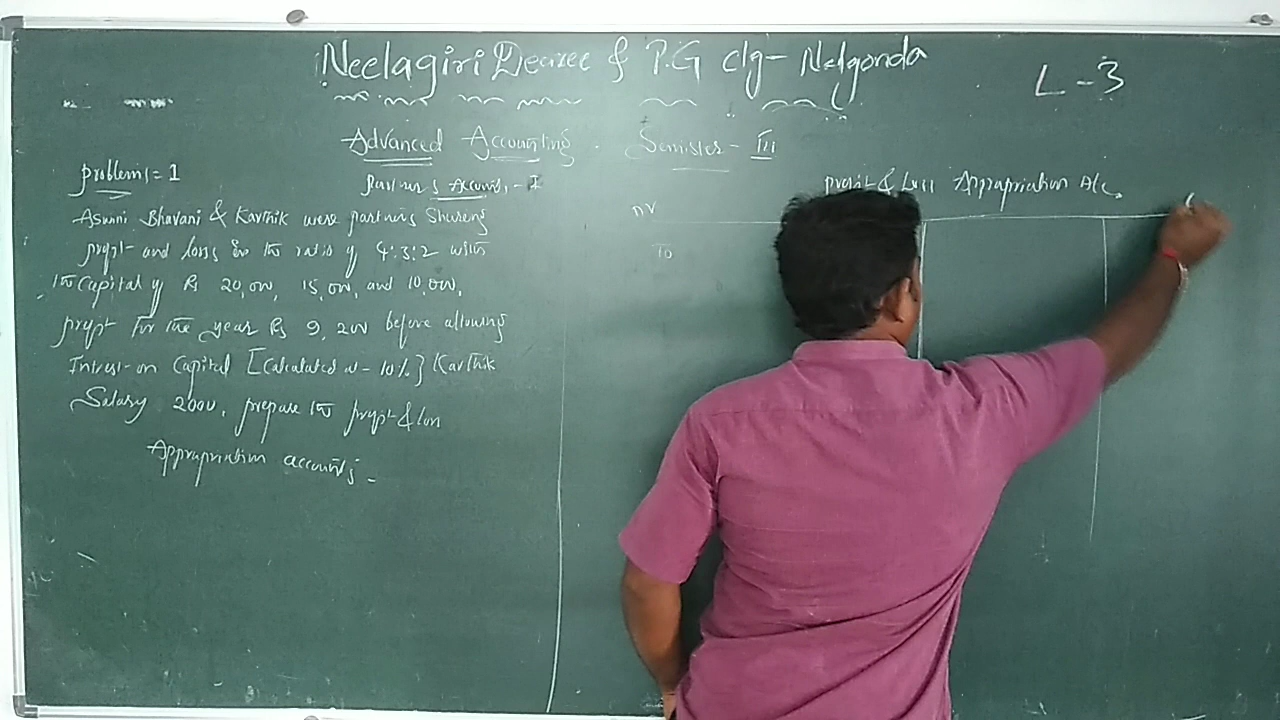 Neelagiri Degree & P.G clg- Nalgonda
L - 3
Advanced Accounting. Semister - III
problem:= 1
Partners Accounts - I
Aswini Bhavani & Karthik were partners Sharing
profit and loss in the ratio of 4:3:2 with
the Capital of Rs 20,000, 15,000, and 10,000,
profit for the year Rs 9,200 before allowing
Interest on Capital [Calculated at 10%] Karthik
Salary 2000, prepare the profit & loss
Appropriation accounts.
profit & Loss Appropriation A/c.
Dr
To